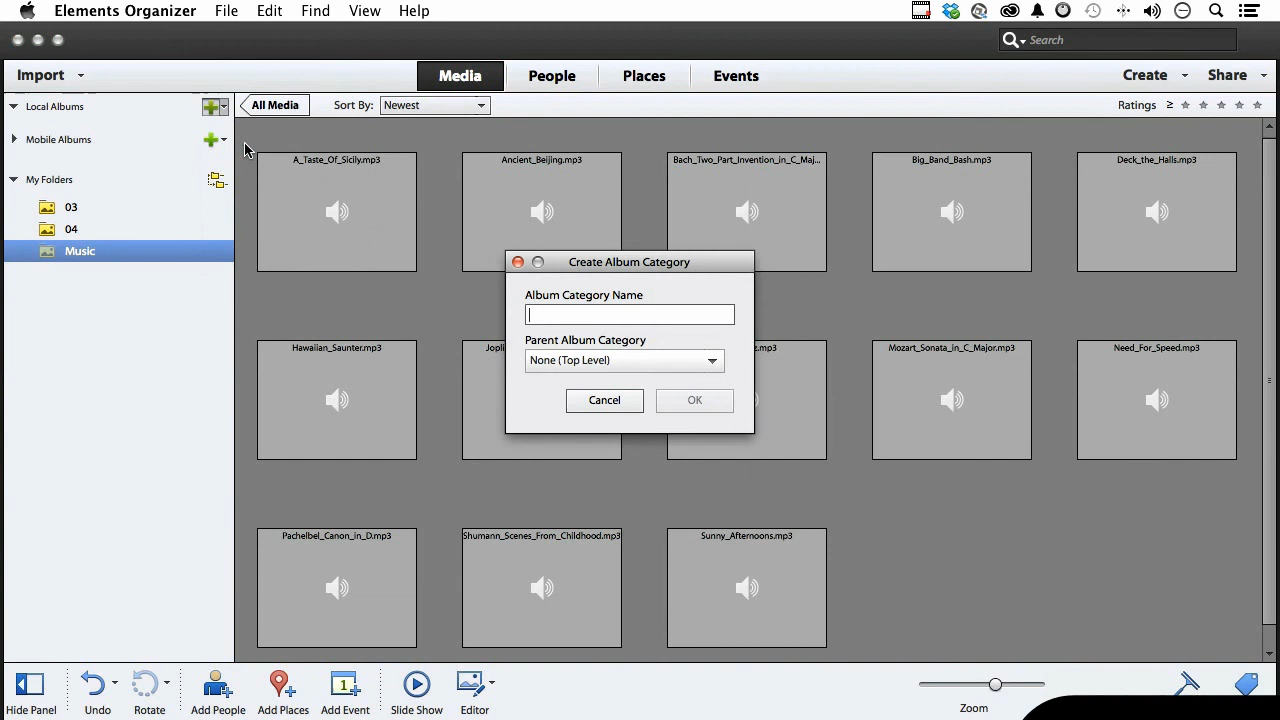 Elements Organizer File Edit Find View Help
Search
Import Media People Places Events Create Share
Local Albums All Media Sort By: Newest Ratings ≥
Mobile Albums
My Folders
03
04
Music
A_Taste_Of_Sicily.mp3 Ancient_Beijing.mp3 Bach_Two_Part_Invention_in_C_Maj... Big_Band_Bash.mp3 Deck_the_Halls.mp3
Create Album Category
Album Category Name
Parent Album Category
None (Top Level)
Cancel OK
Hawaiian_Saunter.mp3 Jopli z.mp3 Mozart_Sonata_in_C_Major.mp3 Need_For_Speed.mp3
Pachelbel_Canon_in_D.mp3 Shumann_Scenes_From_Childhood.mp3 Sunny_Afternoons.mp3
1
Hide Panel Undo Rotate Add People Add Places Add Event Slide Show Editor Zoom